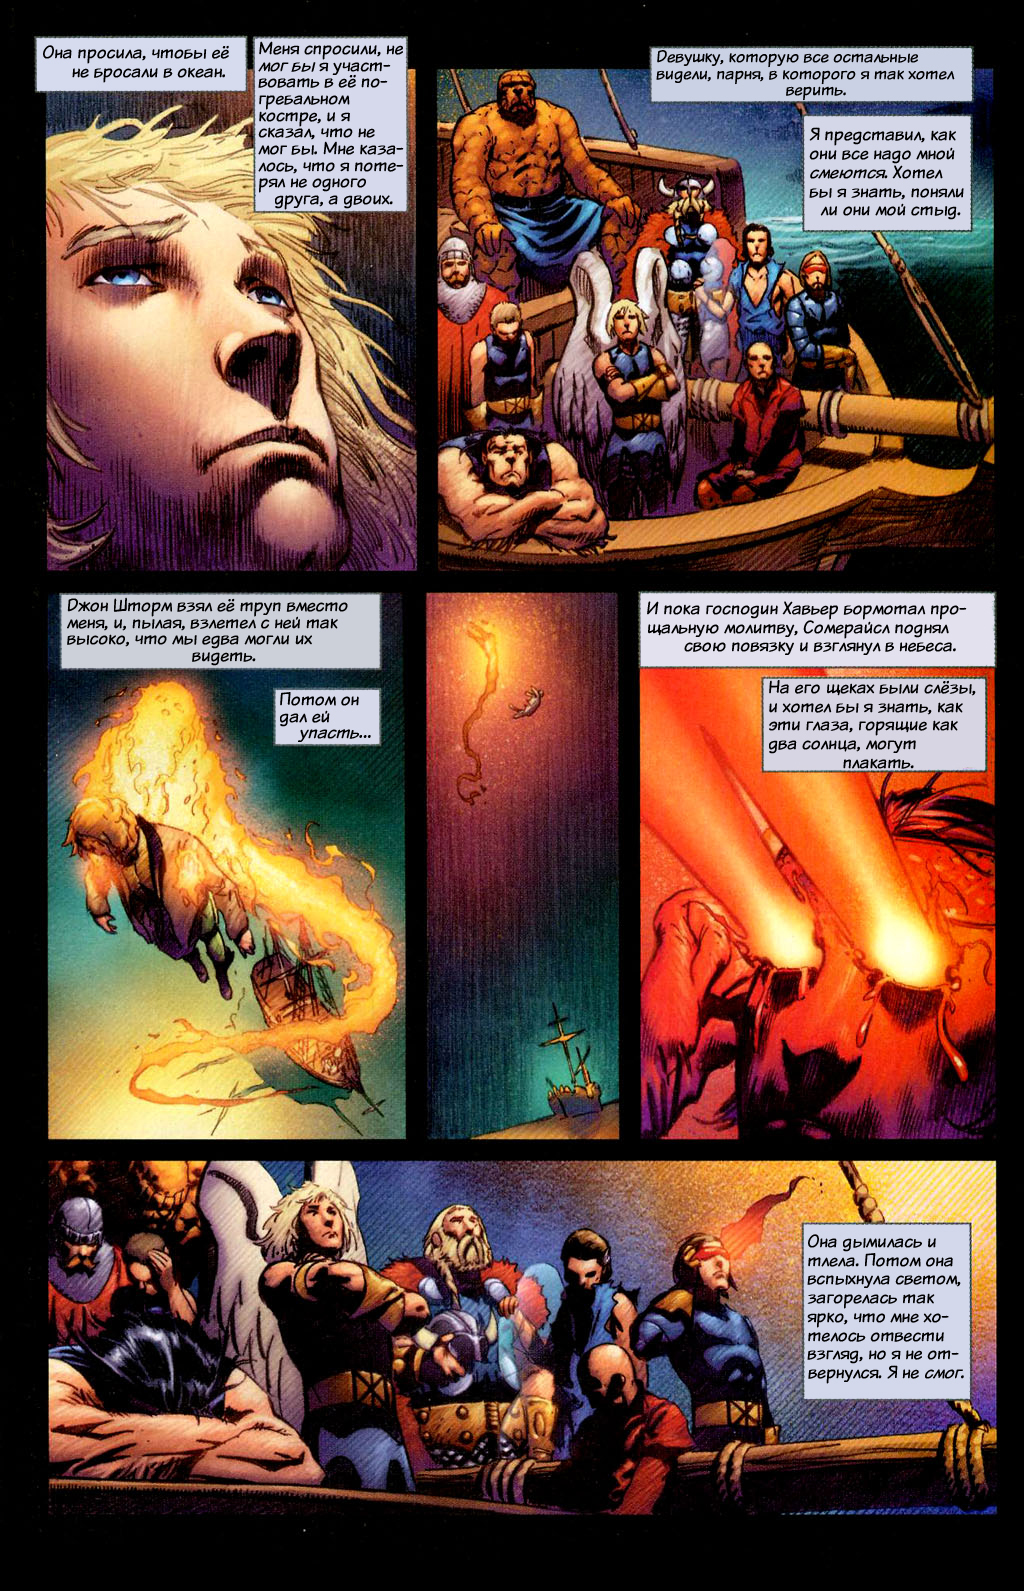 Она просила, чтобы её
не бросали в океан.
Меня спросили, не
мог бы я участ-
вовать в её по-
гребальном
костре, и я
сказал, что не
мог бы. Мне каза-
лось, что я поте-
рял не одного
друга, а двоих.
Девушку, которую все остальные
видели, парня, в которого я так хотел
верить.
Я представил, как
они все надо мной
смеются. Хотел
бы я знать, поняли
ли они мой стыд.
Джон Шторм взял её труп вместо
меня, и, пылая, взлетел с ней так
высоко, что мы едва могли их
видеть.
Потом он
дал ей
упасть...
И пока господин Хавьер бормотал про-
щальную молитву, Сомерайсл поднял
свою повязку и взглянул в небеса.
На его щеках были слёзы,
и хотел бы я знать, как
эти глаза, горящие как
два солнца, могут
плакать.
Она дымилась и
тлела. Потом она
вспыхнула светом,
загорелась так
ярко, что мне хо-
телось отвести
взгляд, но я не от-
вернулся. Я не смог.